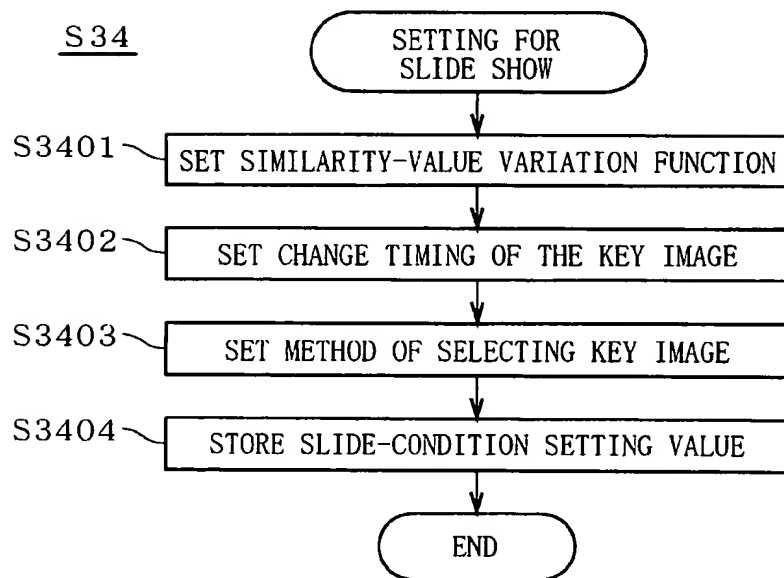 S34
SETTING FOR
SLIDE SHOW
S3401
SET SIMILARITY-VALUE VARIATION FUNCTION
S3402
SET CHANGE TIMING OF THE KEY IMAGE
S3403
SET METHOD OF SELECTING KEY IMAGE
S3404
STORE SLIDE-CONDITION SETTING VALUE
END